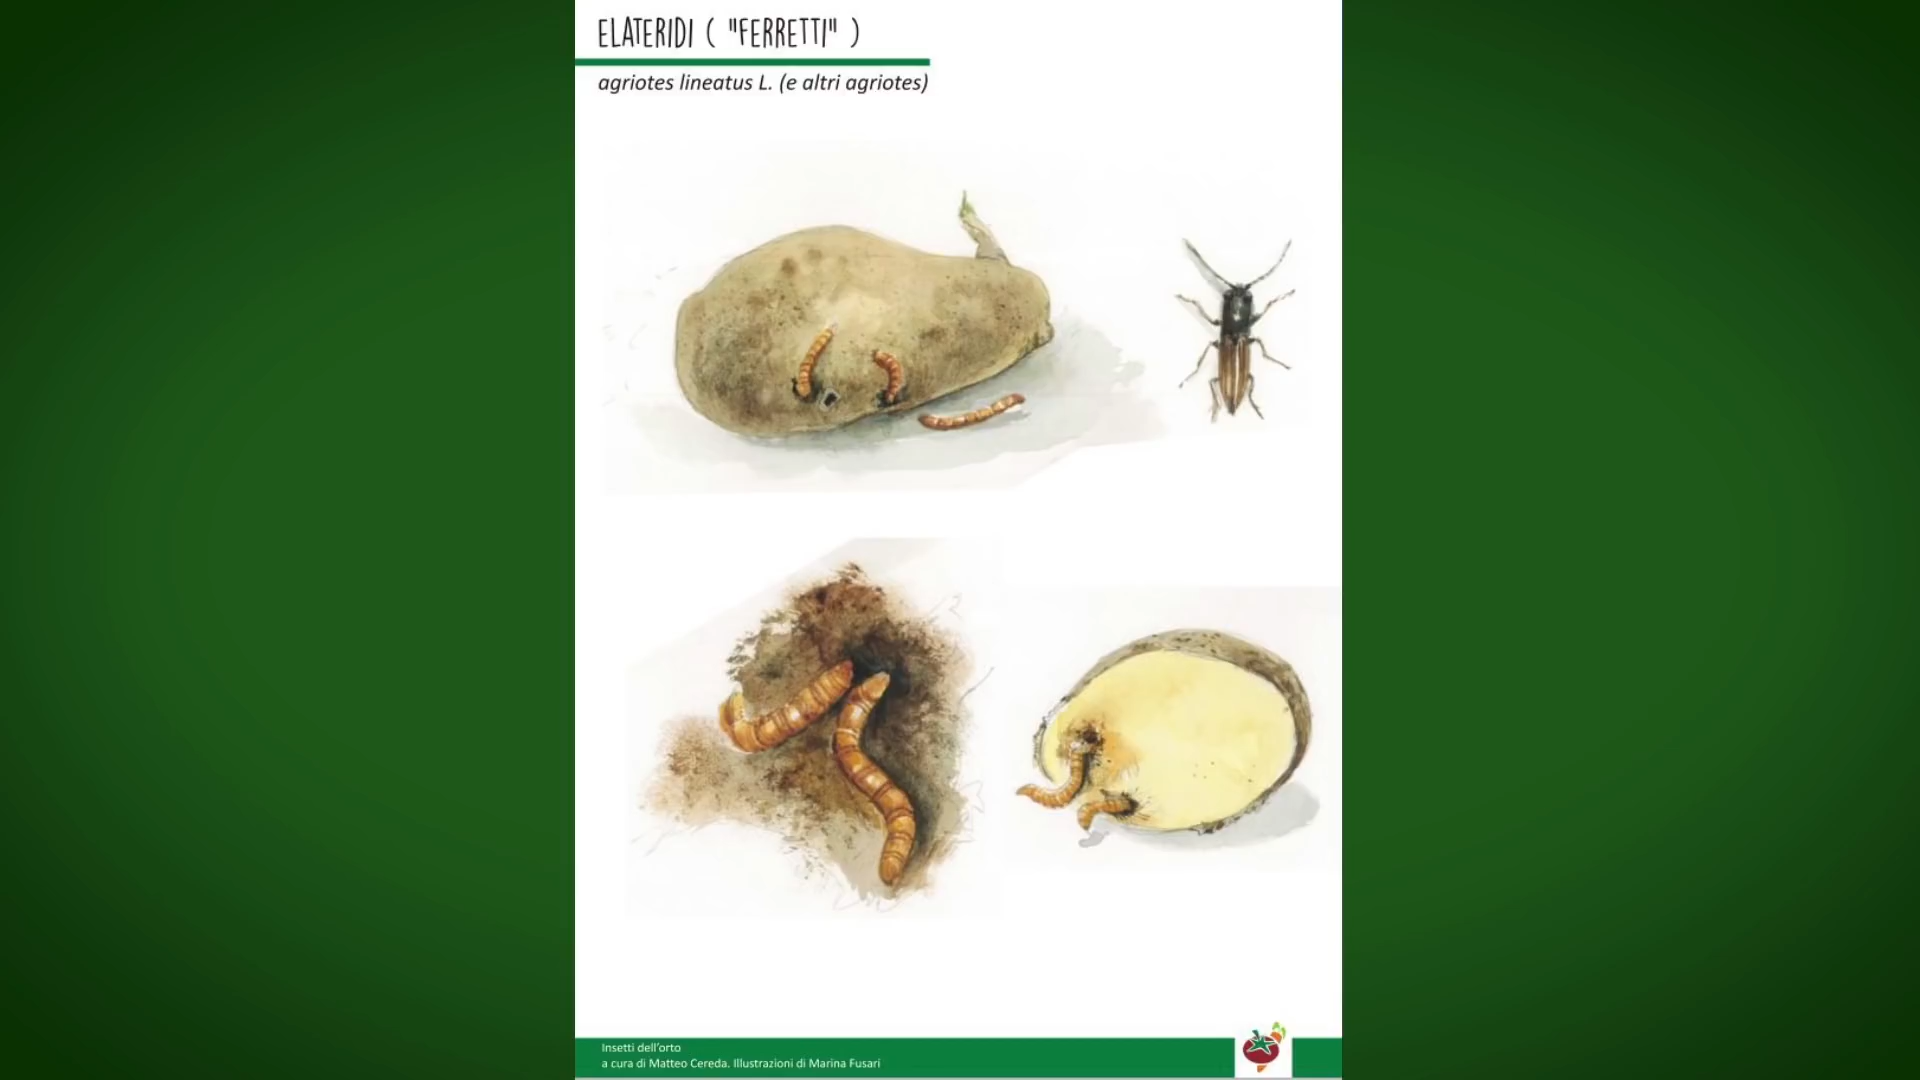 ELATERIDI ( "FERRETTI" )
agriotes lineatus L. (e altri agriotes)
Insetti dell'orto
a cura di Matteo Cereda. Illustrazioni di Marina Fusari